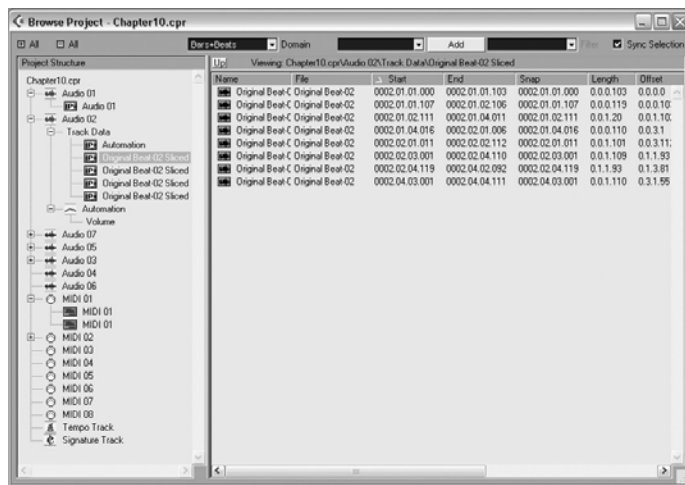 Browse Project - Chapter10.cpr
All All Bars+Beats Domain Add Filter Sync Selection
Project Structure
Chapter10.cpr
Audio 01
Audio 01
Audio 02
Track Data
Automation
Original Beat-02 Sliced
Original Beat-02 Sliced
Original Beat-02 Sliced
Original Beat-02 Sliced
Automation
Volume
Audio 07
Audio 05
Audio 03
Audio 04
Audio 06
MIDI 01
MIDI 01
MIDI 01
MIDI 02
MIDI 03
MIDI 04
MIDI 05
MIDI 06
MIDI 07
MIDI 08
Tempo Track
Signature Track
Up Viewing: Chapter10.cpr\Audio 02\Track Data\Original Beat-02 Sliced
Name File Start End Snap Length Offset
Original Beat-C Original Beat-02 0002.01.01.000 0002.01.01.103 0002.01.01.000 0.0.0.103 0.0.0.0
Original Beat-C Original Beat-02 0002.01.01.107 0002.01.02.106 0002.01.01.107 0.0.0.119 0.0.0.10
Original Beat-C Original Beat-02 0002.01.02.111 0002.01.04.011 0002.01.02.111 0.0.1.20 0.0.1.10
Original Beat-C Original Beat-02 0002.01.04.016 0002.02.01.006 0002.01.04.016 0.0.0.110 0.0.3.1
Original Beat-C Original Beat-02 0002.02.01.011 0002.02.02.112 0002.02.01.011 0.0.1.101 0.0.3.11
Original Beat-C Original Beat-02 0002.02.03.001 0002.02.04.110 0002.02.03.001 0.0.1.109 0.1.1.93
Original Beat-C Original Beat-02 0002.02.04.119 0002.04.02.092 0002.02.04.119 0.1.1.93 0.1.3.81
Original Beat-C Original Beat-02 0002.04.03.001 0002.04.04.111 0002.04.03.001 0.0.1.110 0.3.1.55